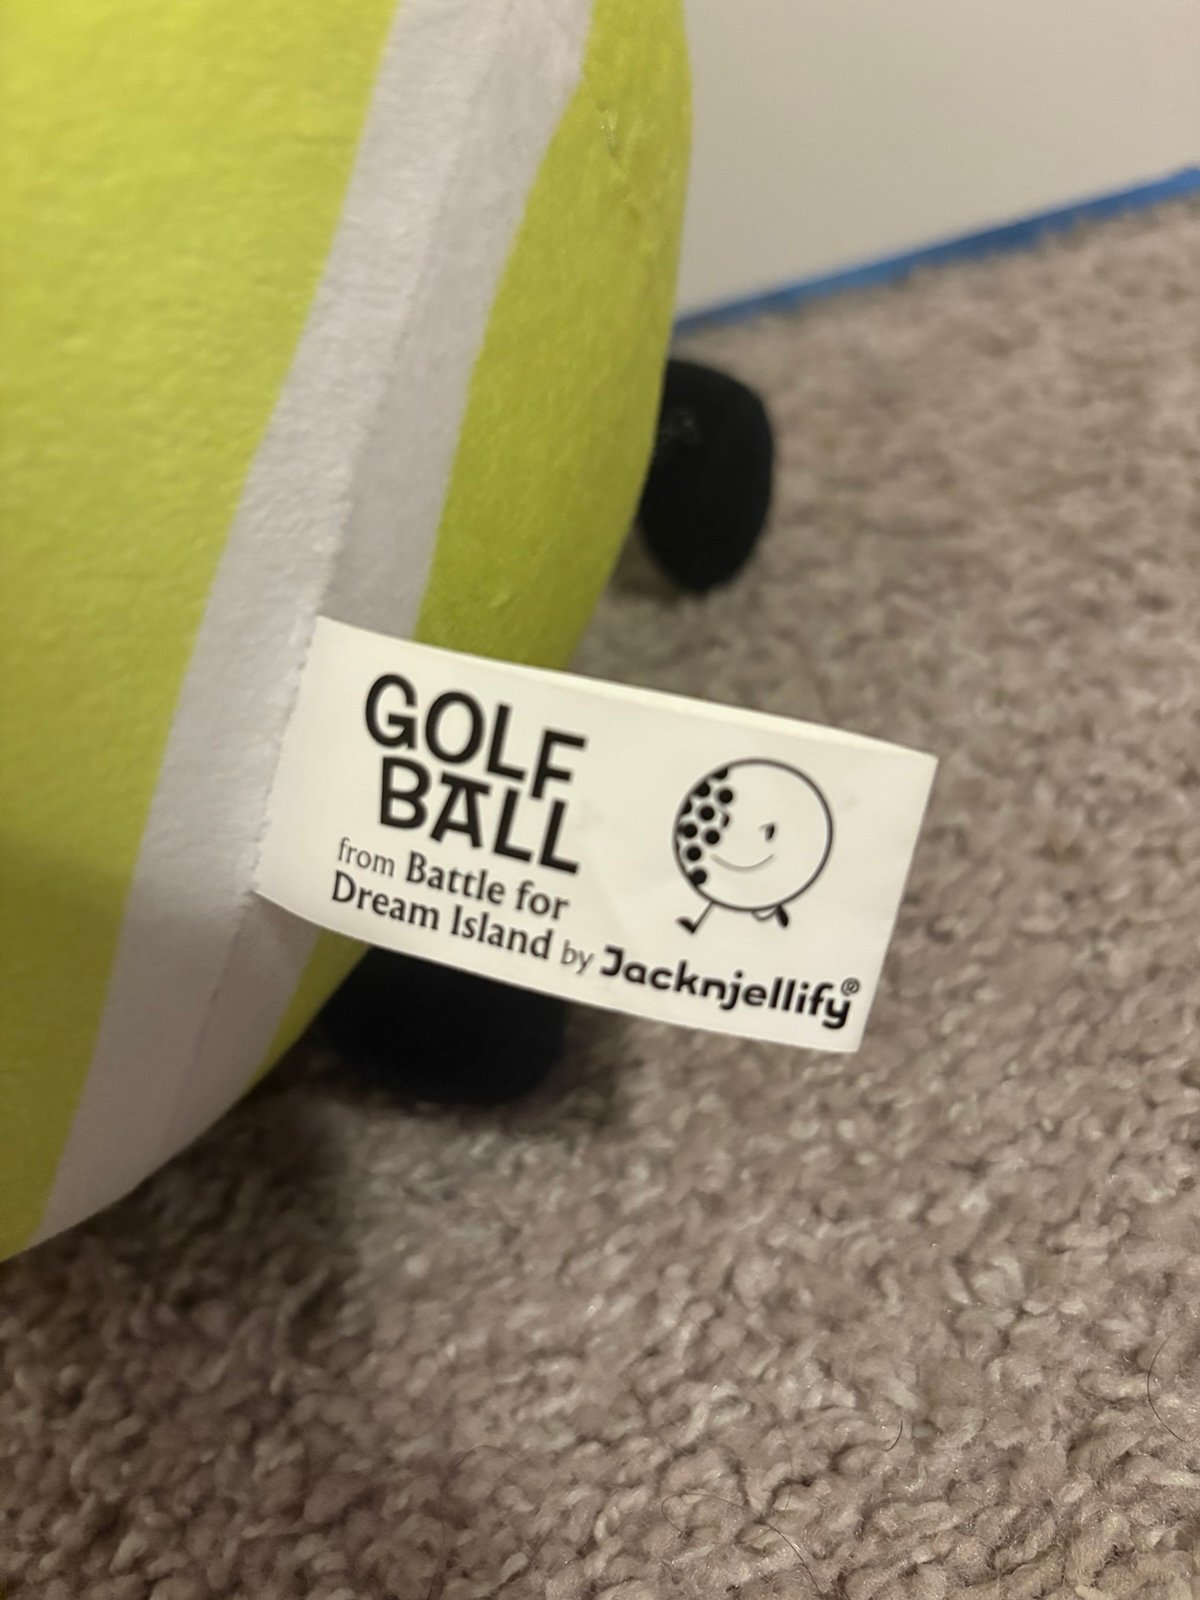 GOLF
BALL
from Battle for
Dream Island by Jacknjellify®